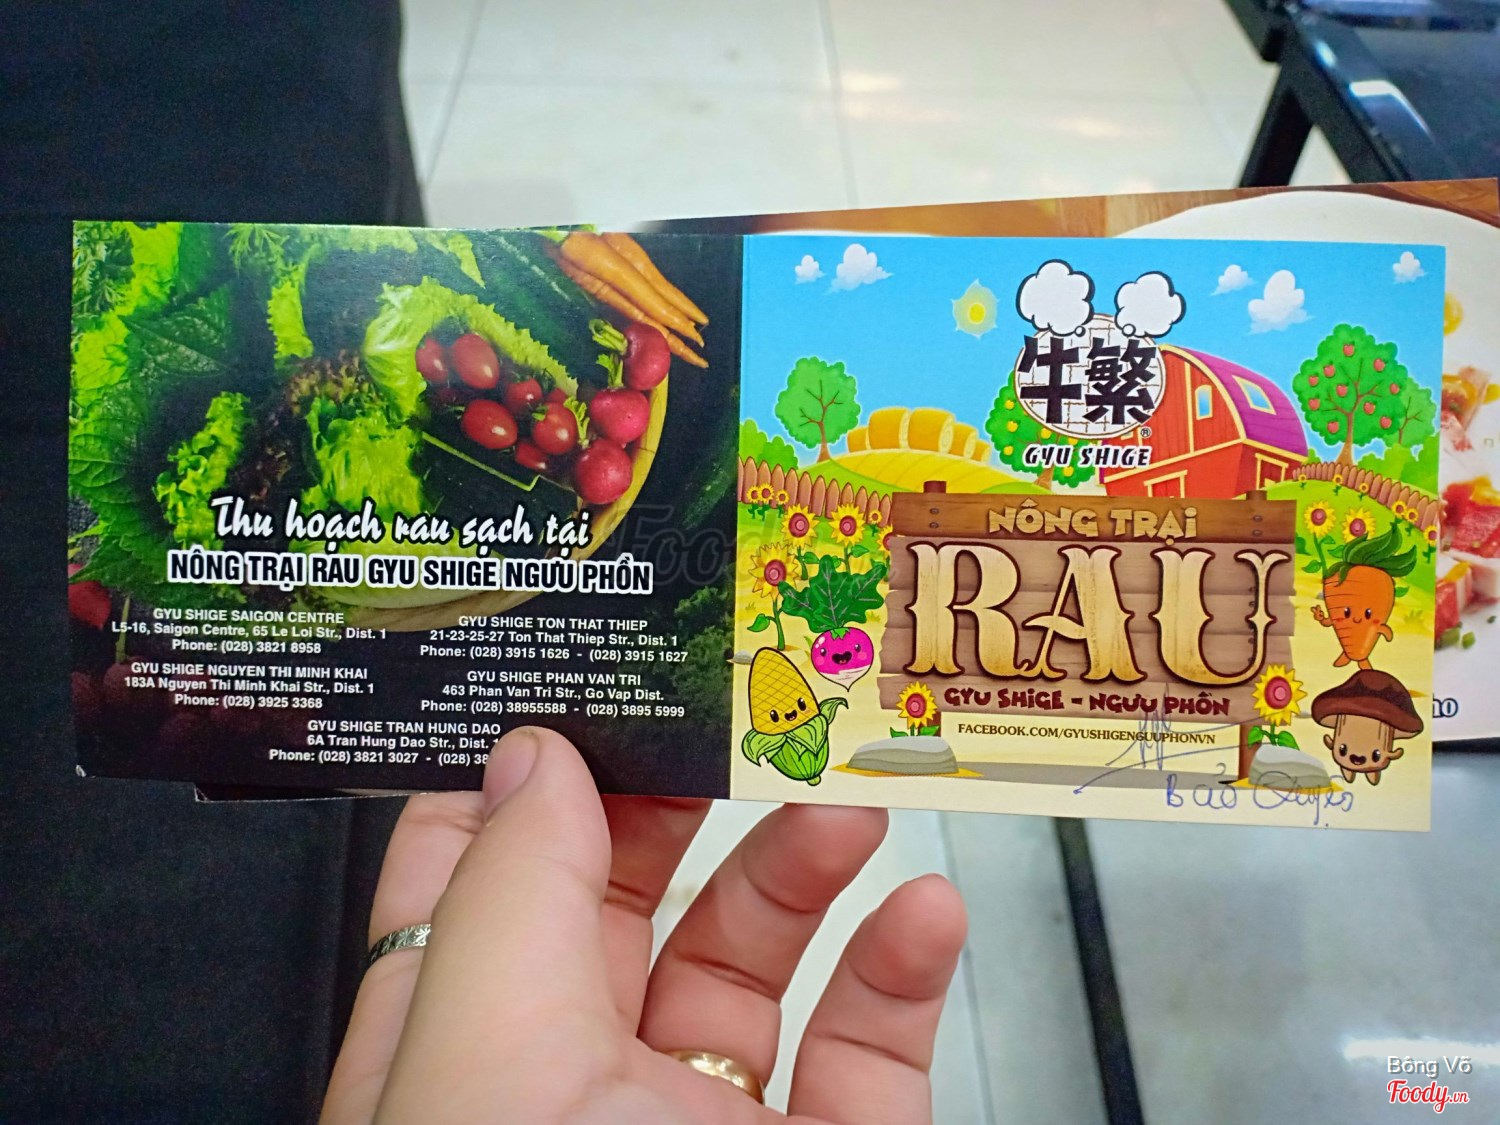 Thu hoạch rau sạch tại
NÔNG TRẠI RAU GYU SHIGE NGƯU PHỒN
GYU SHIGE SAIGON CENTRE
L5-16, Saigon Centre, 65 Le Loi Str., Dist. 1
Phone: (028) 3821 8958
GYU SHIGE NGUYEN THI MINH KHAI
183A Nguyen Thi Minh Khai Str., Dist. 1
Phone: (028) 3925 3368
GYU SHIGE TON THAT THIEP
21-23-25-27 Ton That Thiep Str., Dist. 1
Phone: (028) 3915 1626 - (028) 3915 1627
GYU SHIGE PHAN VAN TRI
463 Phan Van Tri Str., Go Vap Dist.
Phone: (028) 38955588 - (028) 3895 5999
GYU SHIGE TRAN HUNG DAO
6A Tran Hung Dao Str., Dist.
Phone: (028) 3821 3027 - (028)
牛繁
®
GYU SHIGE
NÔNG TRẠI
RAU
GYU SHIGE - NGƯU PHỒN
FACEBOOK.COM/GYUSHIGENGUUPHONVN
Bảo Quyên
Foody
Bông Võ
Foody.vn